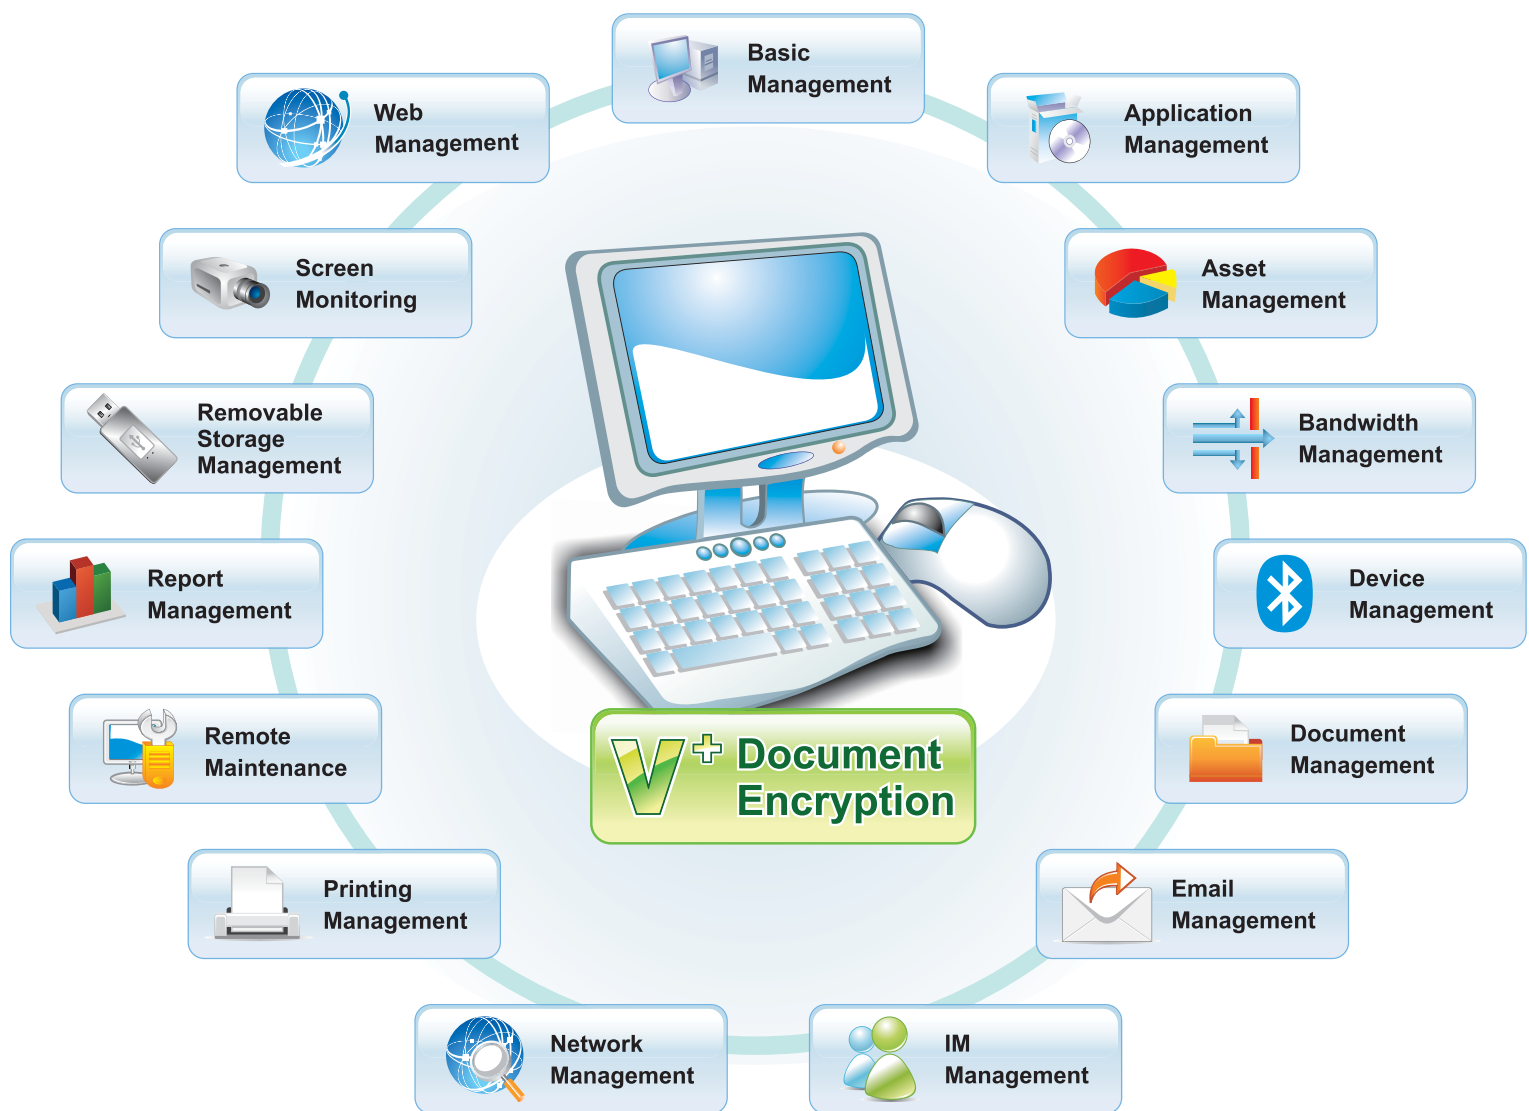 Basic
Management
Web
Management
Application
Management
Screen
Monitoring
Asset
Management
Removable
Storage
Management
Bandwidth
Management
Report
Management
Device
Management
Remote
Maintenance
Document
Management
V+ Document
Encryption
Printing
Management
Email
Management
Network
Management
IM
Management